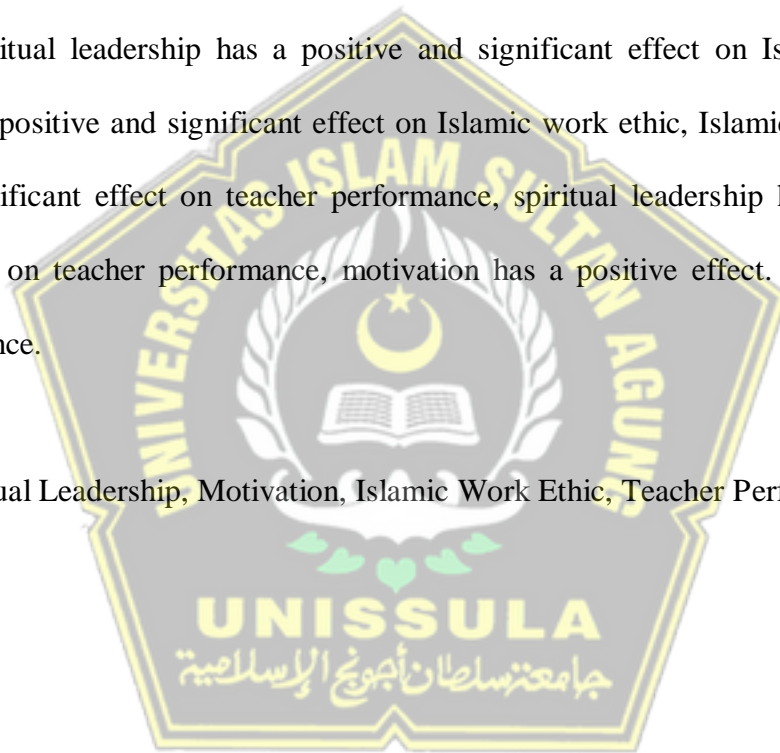 ritual leadership has a positive and significant effect on Is
positive and significant effect on Islamic work ethic, Islamic
ificant effect on teacher performance, spiritual leadership
on teacher performance, motivation has a positive effect.
nce.
ual Leadership, Motivation, Islamic Work Ethic, Teacher Per
UNIVERSITAS ISLAM SULTAN AGUNG
UNISSULA
جامعة سلطان أجونج الإسلامية